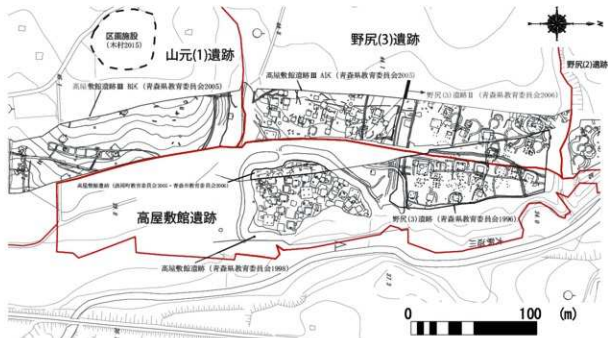 区画施設
(木村2015)
山元(1)遺跡
野尻(3)遺跡
野尻(2)遺跡
高屋敷館遺跡Ⅲ B区(青森県教育委員会2005)
高屋敷館遺跡Ⅲ A区(青森県教育委員会2005)
野尻(3)遺跡Ⅱ(青森県教育委員会2006)
高屋敷館遺跡
野尻(3)遺跡(青森県教育委員会1996)
高屋敷館遺跡(青森県教育委員会1998)
0
100
(m)